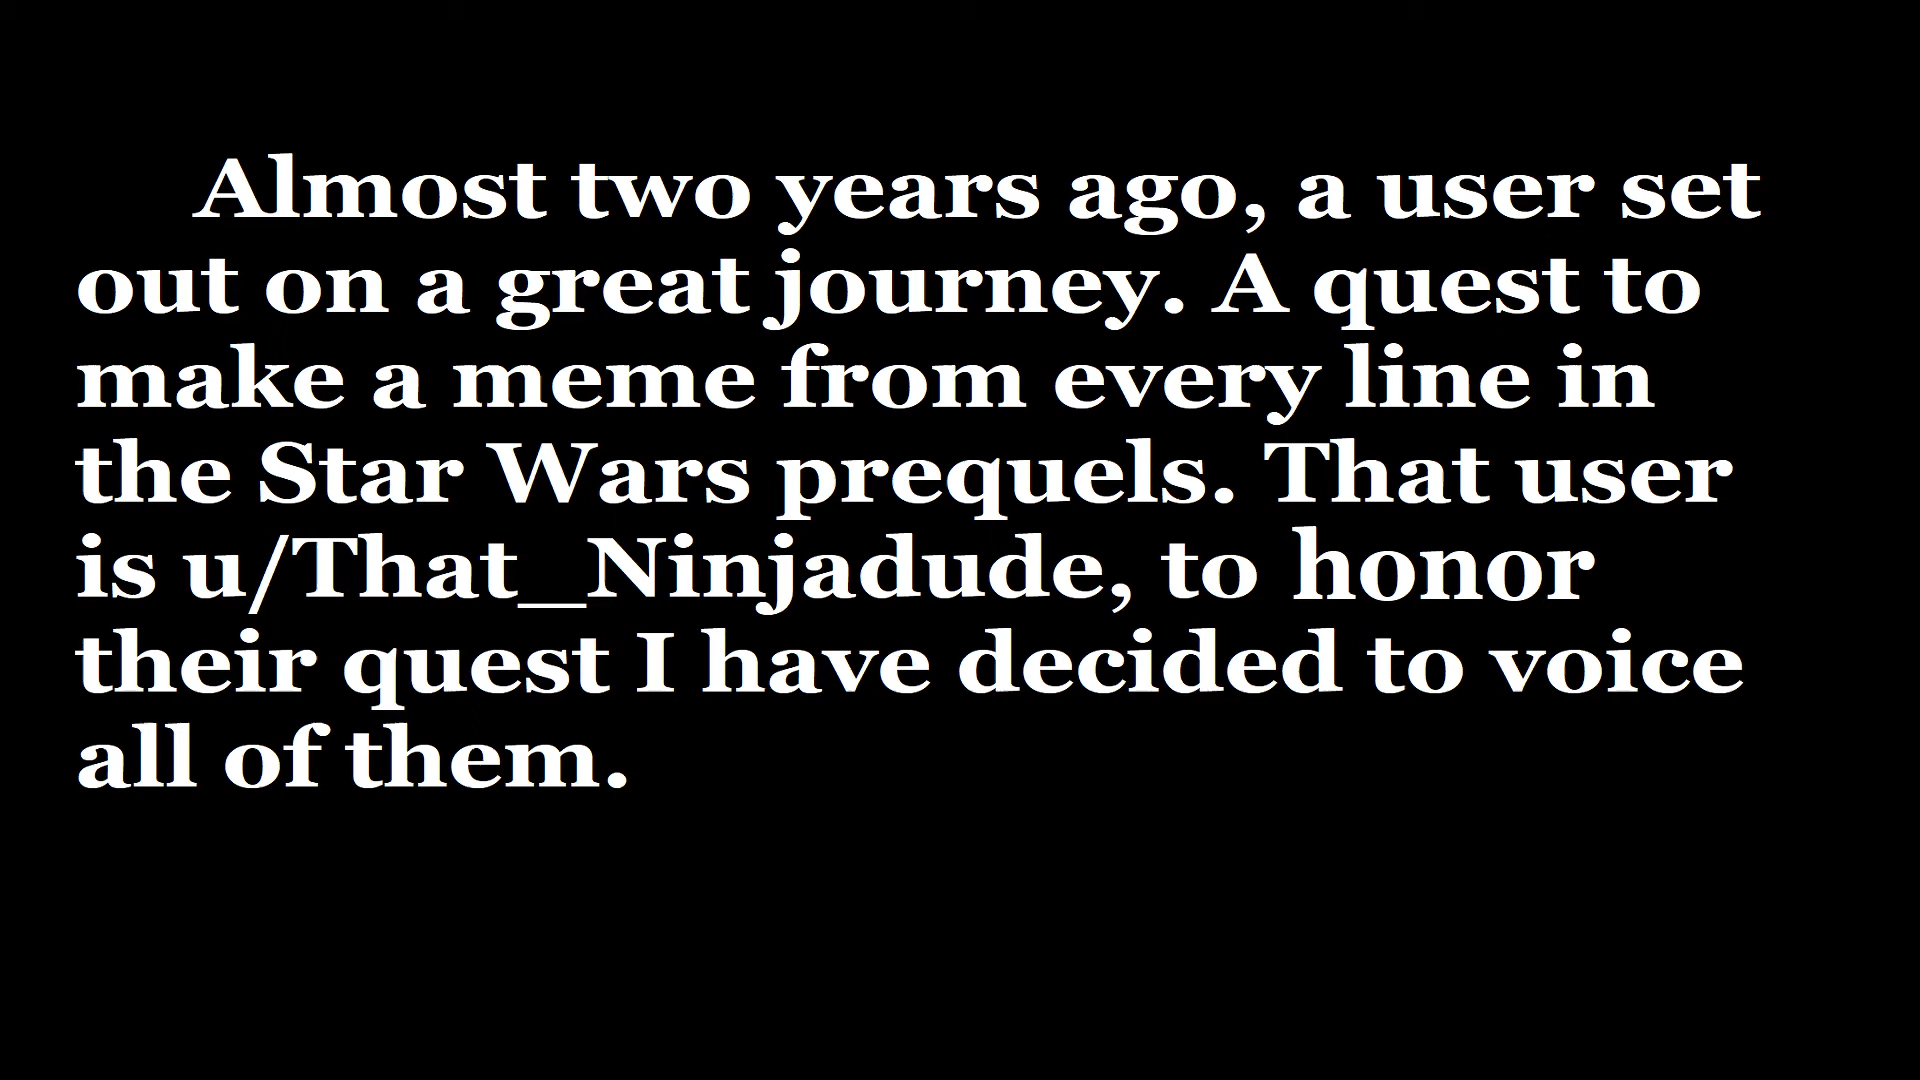 Almost two years ago, a user set
out on a great journey. A quest to
make a meme from every line in
the Star Wars prequels. That user
is u/That_Ninjadude, to honor
their quest I have decided to voice
all of them.